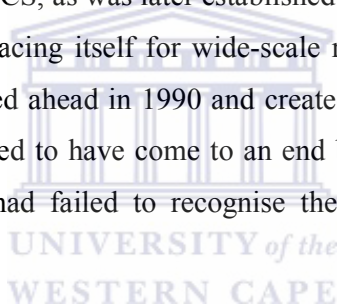 CS, as was later established
acing itself for wide-scale
ed ahead in 1990 and create
ed to have come to an end
had failed to recognise the
UNIVERSITY of the
WESTERN CAPE